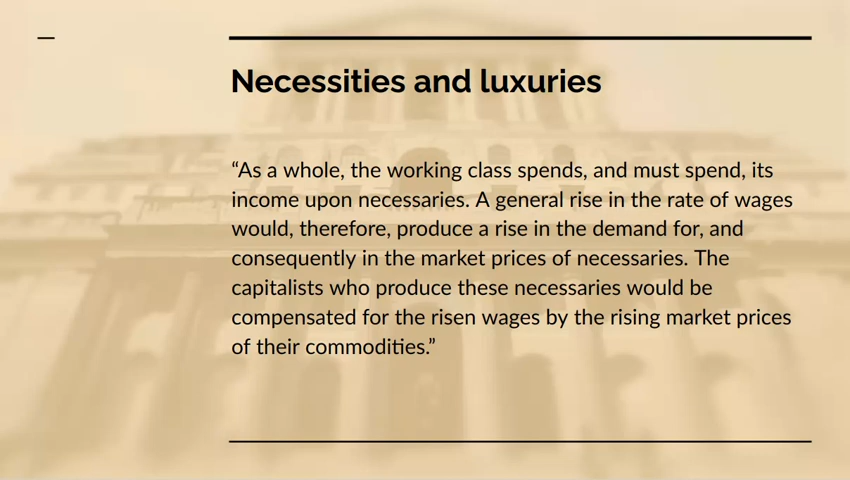 Necessities and luxuries
“As a whole, the working class spends, and must spend, its
income upon necessaries. A general rise in the rate of wages
would, therefore, produce a rise in the demand for, and
consequently in the market prices of necessaries. The
capitalists who produce these necessaries would be
compensated for the risen wages by the rising market prices
of their commodities.”